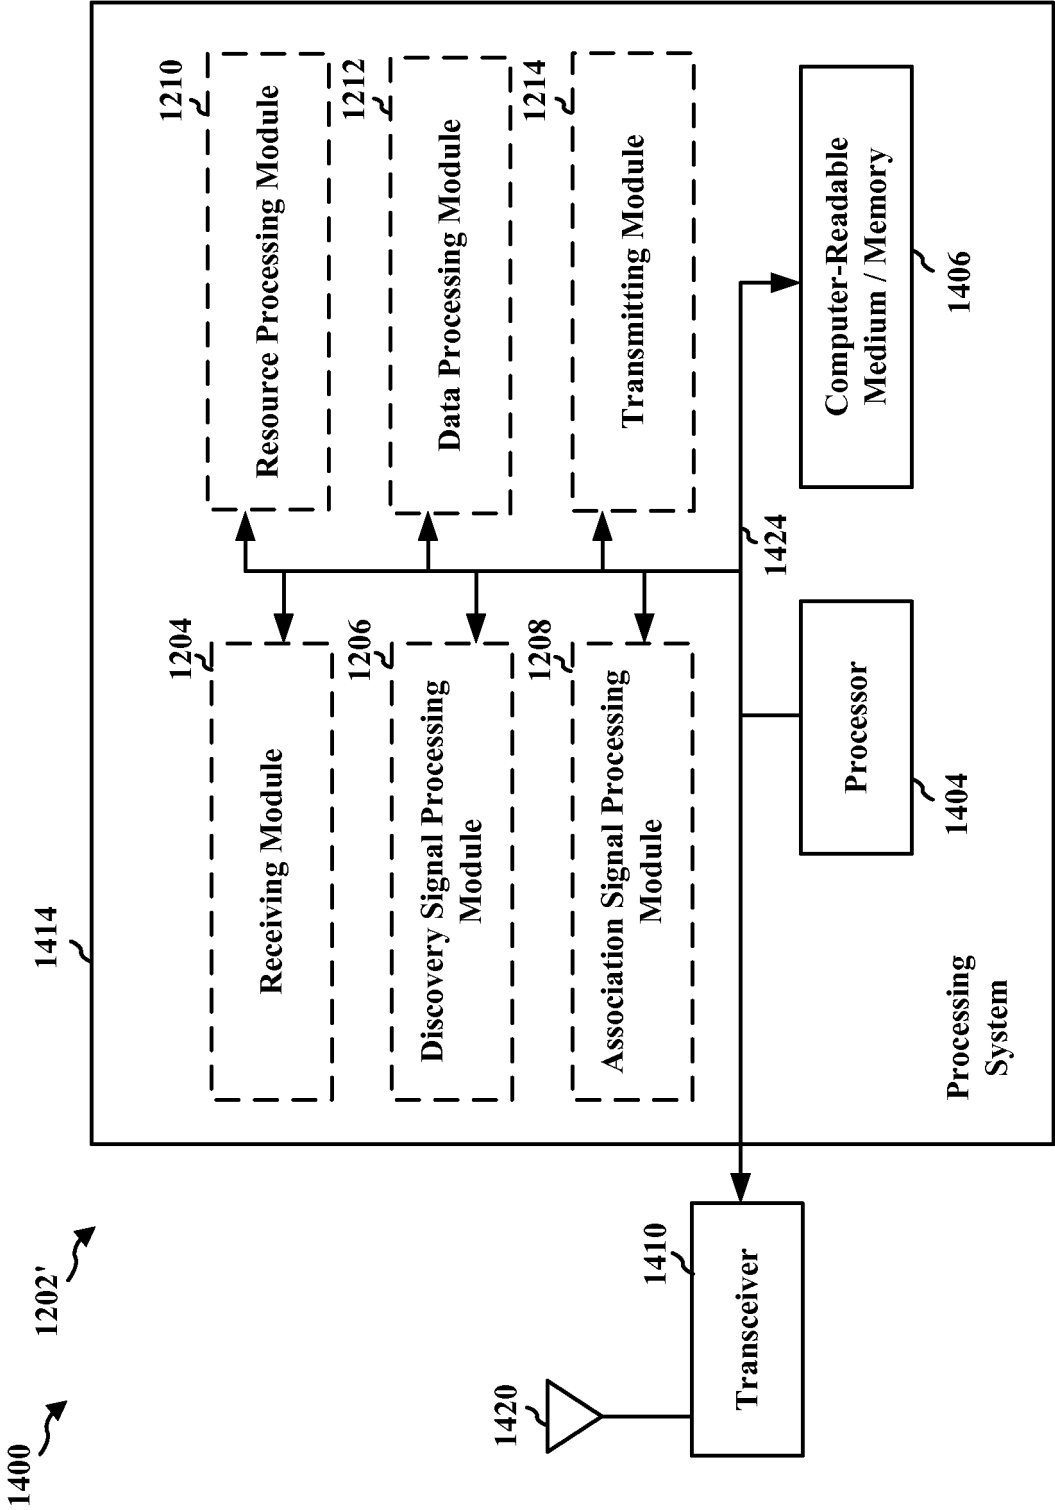 1400
1202'
1414
1204
Receiving Module
1210
Resource Processing Module
1206
Discovery Signal Processing
Module
1212
Data Processing Module
1208
Association Signal Processing
Module
1214
Transmitting Module
1420
1410
Transceiver
1424
Processor
1404
Computer-Readable
Medium / Memory
1406
Processing
System